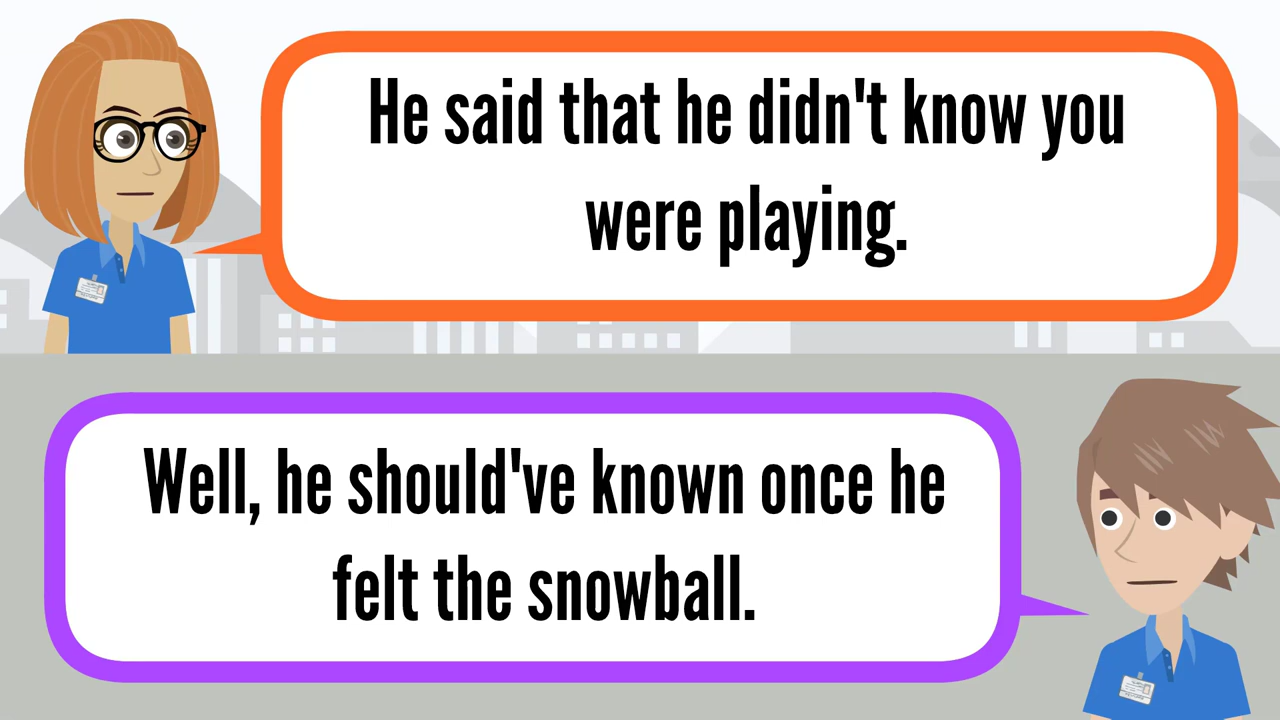 He said that he didn't know you
were playing.
Well, he should've known once he
felt the snowball.